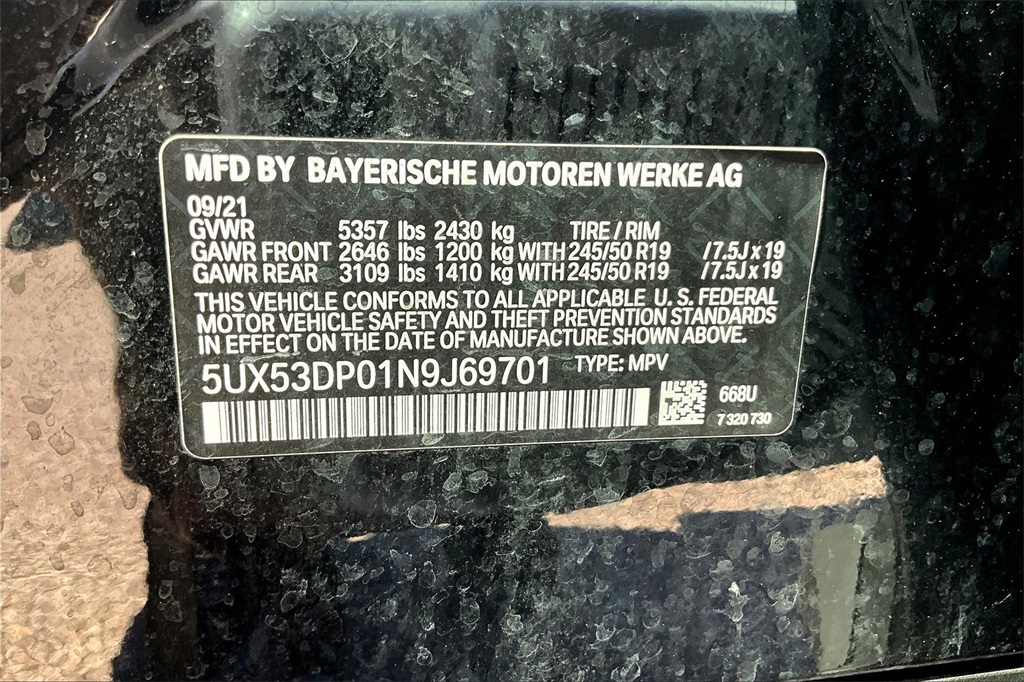 MFD BY BAYERISCHE MOTOREN WERKE AG
09/21
GVWR 5357 lbs 2430 kg TIRE / RIM
GAWR FRONT 2646 lbs 1200 kg WITH 245/50 R19 /7.5J x 19
GAWR REAR 3109 lbs 1410 kg WITH 245/50 R19 /7.5J x 19
THIS VEHICLE CONFORMS TO ALL APPLICABLE U.S. FEDERAL
MOTOR VEHICLE SAFETY AND THEFT PREVENTION STANDARDS
IN EFFECT ON THE DATE OF MANUFACTURE SHOWN ABOVE.
5UX53DP01N9J69701 TYPE: MPV
668U
7 320 730